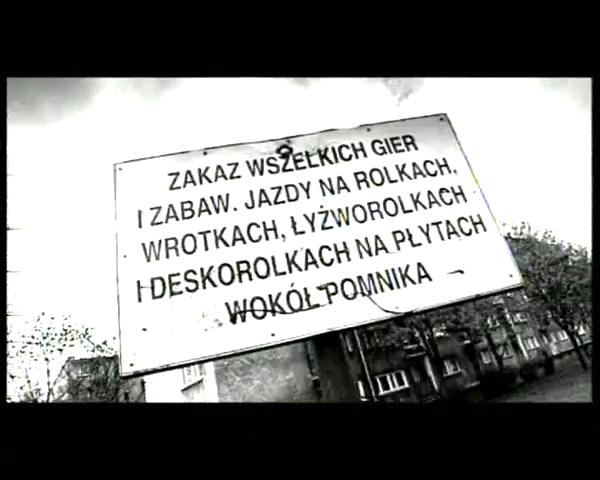 ZAKAZ WSZELKICH GIER
I ZABAW. JAZDY NA ROLKACH,
WROTKACH, ŁYŻWOROLKACH
I DESKOROLKACH NA PŁYTACH
WOKÓŁ POMNIKA